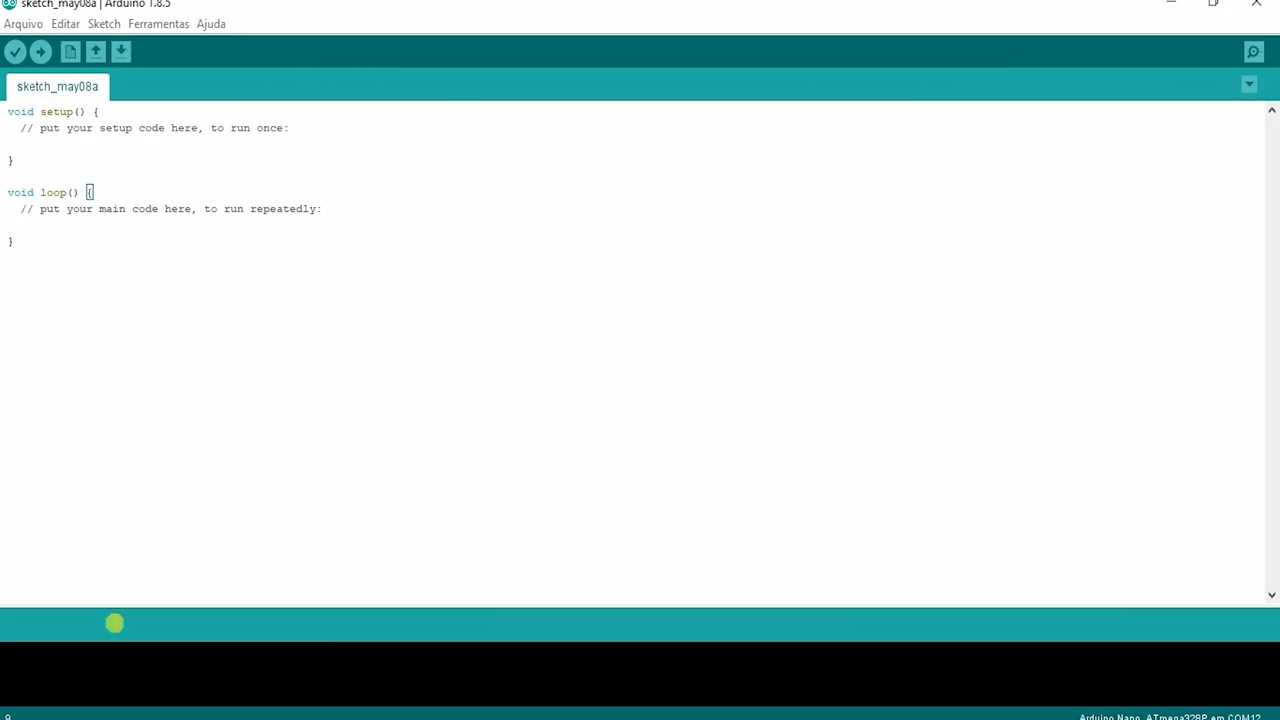 sketch_may08a | Arduino 1.8.5
Arquivo Editar Sketch Ferramentas Ajuda
sketch_may08a
void setup() {
// put your setup code here, to run once:
}
void loop() {
// put your main code here, to run repeatedly:
}
9
Arduino Nano, ATmega328P em COM12